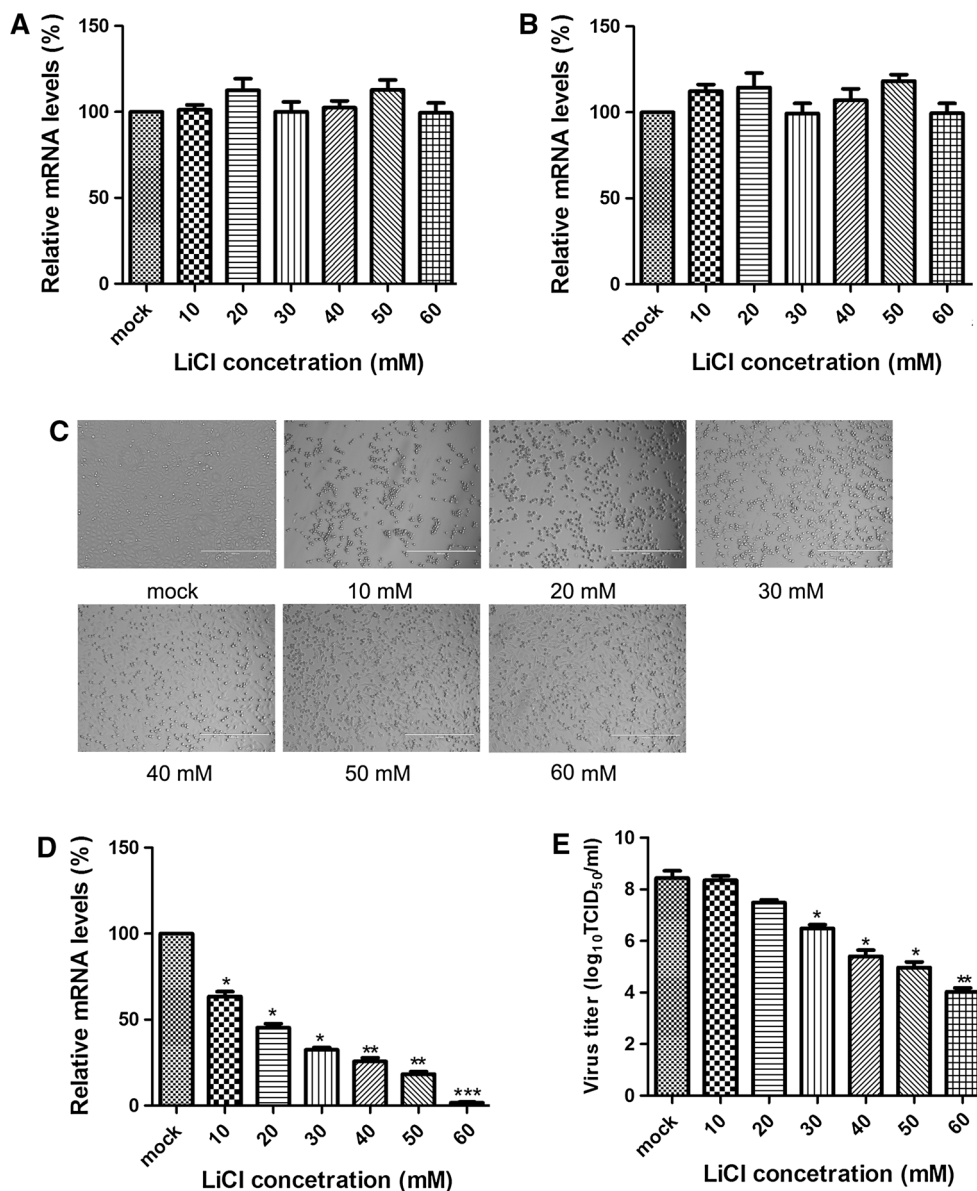 A
Relative mRNA levels (%)
150
100
50
0
mock 10 20 30 40 50 60
LiCl concetration (mM)
B
Relative mRNA levels (%)
150
100
50
0
mock 10 20 30 40 50 60
LiCl concetration (mM)
C
mock 10 mM 20 mM 30 mM
40 mM 50 mM 60 mM
D
Relative mRNA levels (%)
150
100
50
0
* * * ** ** ***
mock 10 20 30 40 50 60
LiCl concetration (mM)
E
Virus titer (log10TCID50/ml)
10
8
6
4
2
0
* * * **
mock 10 20 30 40 50 60
LiCl concetration (mM)